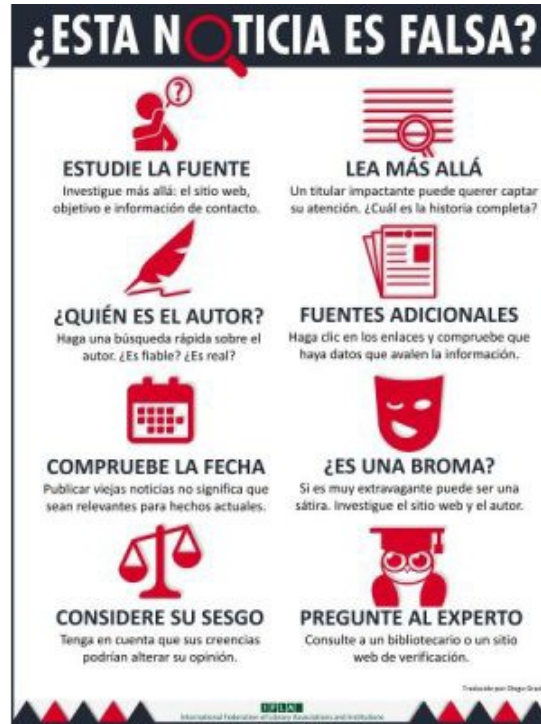 ¿ESTA NOTICIA ES FALSA?
?
ESTUDIE LA FUENTE
Investigue más allá: el sitio web,
objetivo e información de contacto.
LEA MÁS ALLÁ
Un titular impactante puede querer captar
su atención. ¿Cuál es la historia completa?
¿QUIÉN ES EL AUTOR?
Haga una búsqueda rápida sobre el
autor. ¿Es fiable? ¿Es real?
FUENTES ADICIONALES
Haga clic en los enlaces y compruebe que
haya datos que avalen la información.
COMPRUEBE LA FECHA
Publicar viejas noticias no significa que
sean relevantes para hechos actuales.
¿ES UNA BROMA?
Si es muy extravagante puede ser una
sátira. Investigue el sitio web y el autor.
CONSIDERE SU SESGO
Tenga en cuenta que sus creencias
podrían alterar su opinión.
PREGUNTE AL EXPERTO
Consulte a un bibliotecario o un sitio
web de verificación.
Traducido por Diego
IFLA
International Federation of Library Associations and Institutions